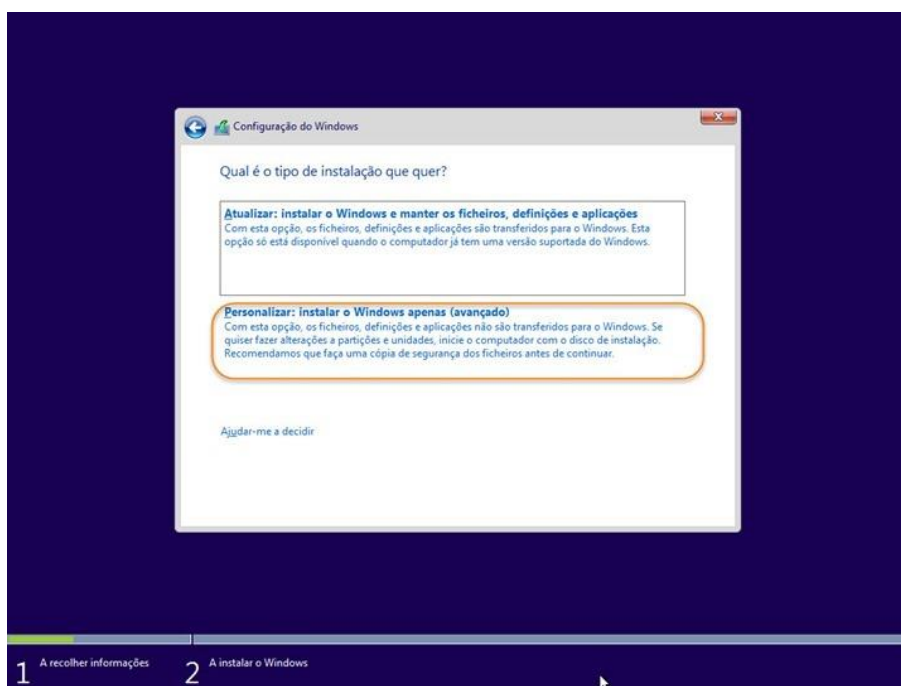 Configuração do Windows
Qual é o tipo de instalação que quer?
Atualizar: instalar o Windows e manter os ficheiros, definições e aplicações
Com esta opção, os ficheiros, definições e aplicações são transferidos para o Windows. Esta
opção só está disponível quando o computador já tem uma versão suportada do Windows.
Personalizar: instalar o Windows apenas (avançado)
Com esta opção, os ficheiros, definições e aplicações não são transferidos para o Windows. Se
quiser fazer alterações a partições e unidades, inicie o computador com o disco de instalação.
Recomendamos que faça uma cópia de segurança dos ficheiros antes de continuar.
Ajudar-me a decidir
1 A recolher informações
2 A instalar o Windows